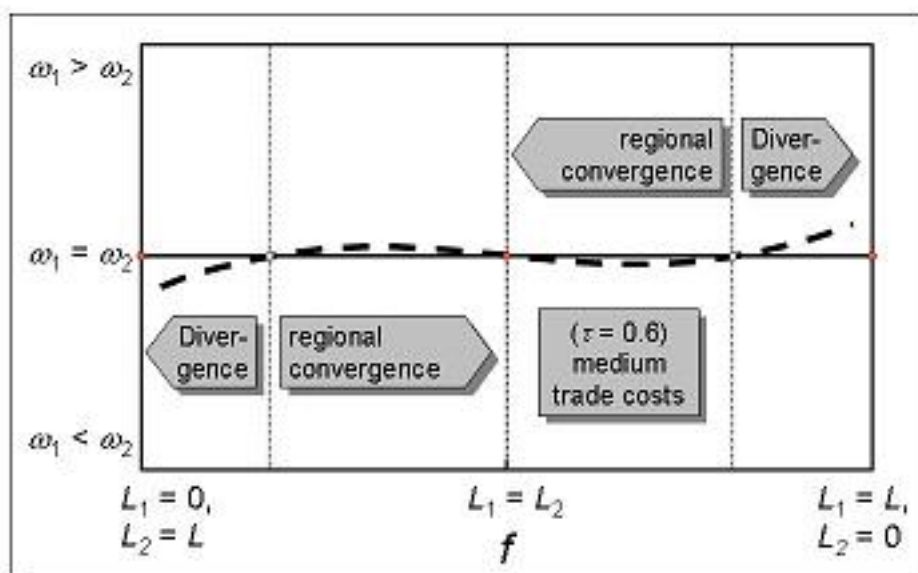 ω₁ > ω₂
regional
convergence
Diver-
gence
ω₁ = ω₂
Diver-
gence
regional
convergence
(τ = 0.6)
medium
trade costs
ω₁ < ω₂
L₁ = 0,
L₂ = L
L₁ = L₂
f
L₁ = L,
L₂ = 0